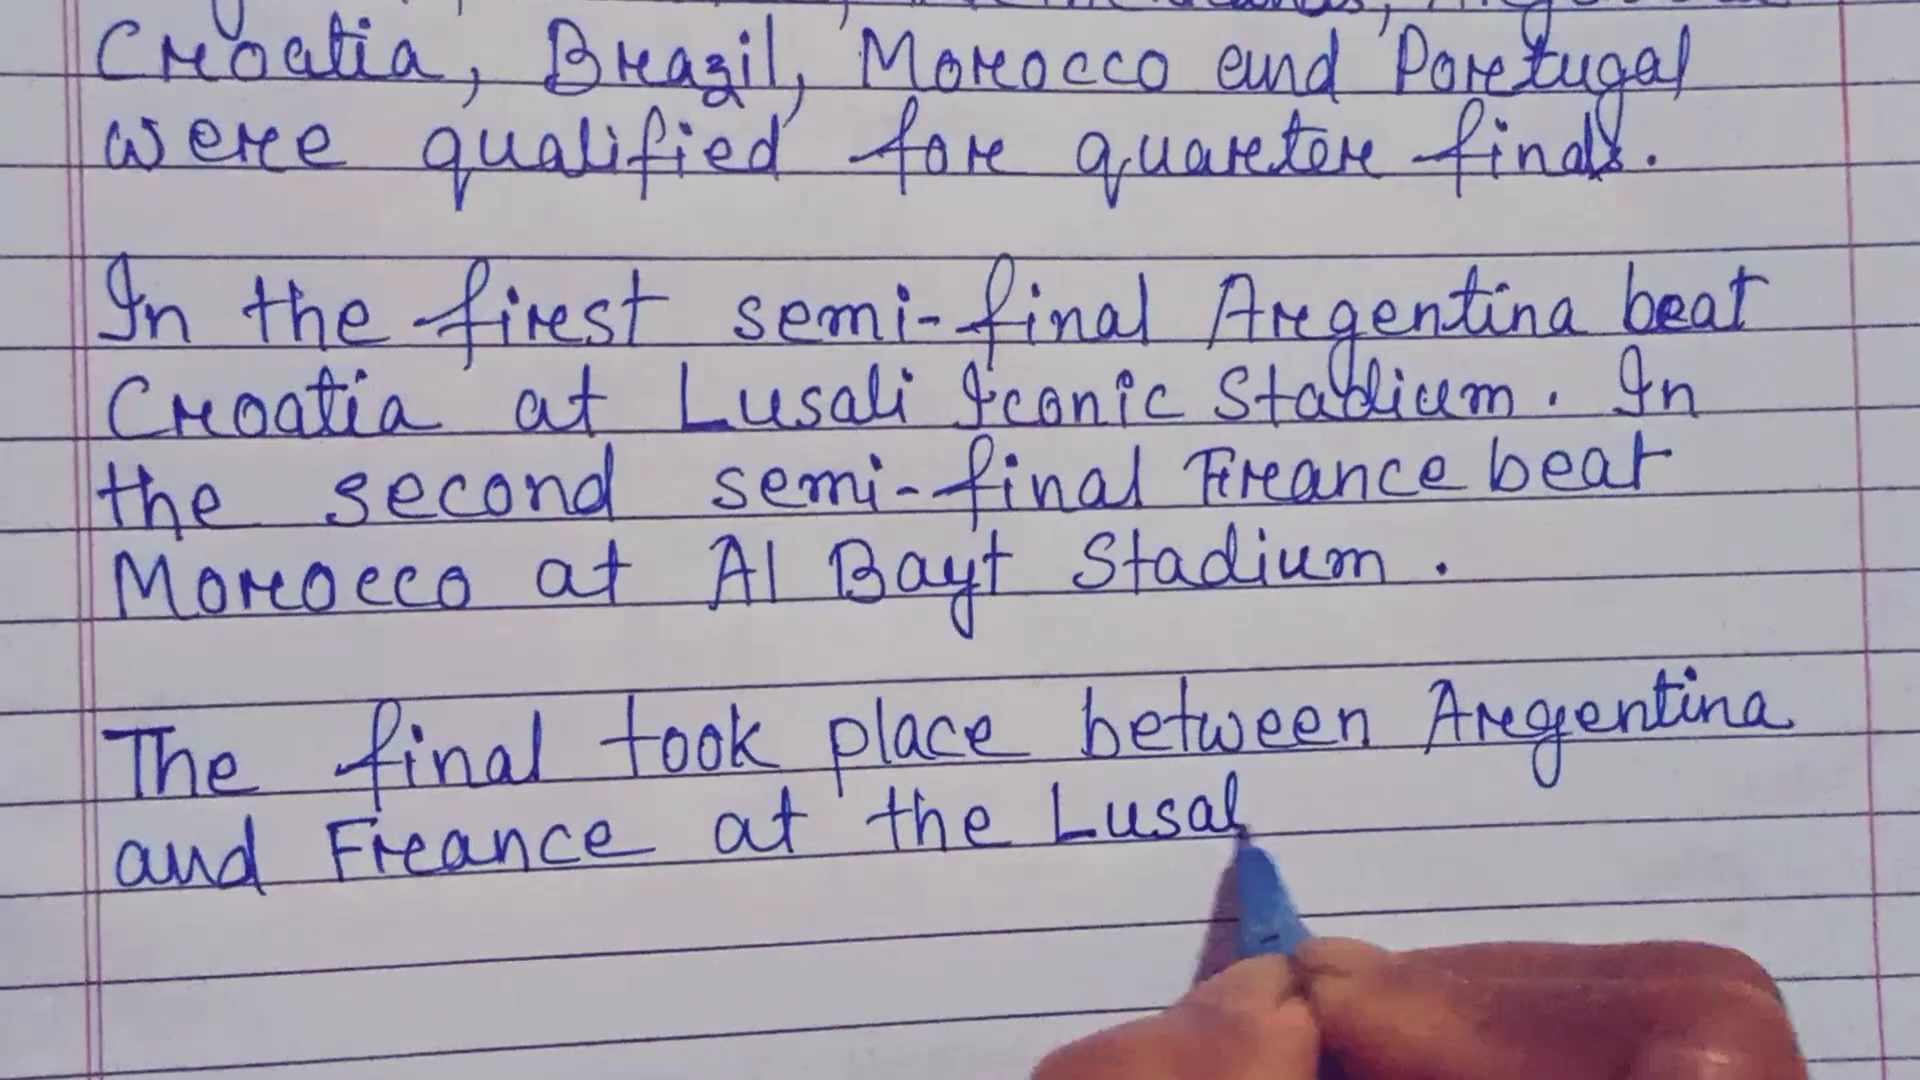 Croatia, Brazil, Morocco and Portugal
were qualified for quarter finals.
In the first semi-final Argentina beat
Croatia at Lusali Iconic Stadium. In
the second semi-final France beat
Morocco at Al Bayt Stadium.
The final took place between Argentina
and France at the Lusal